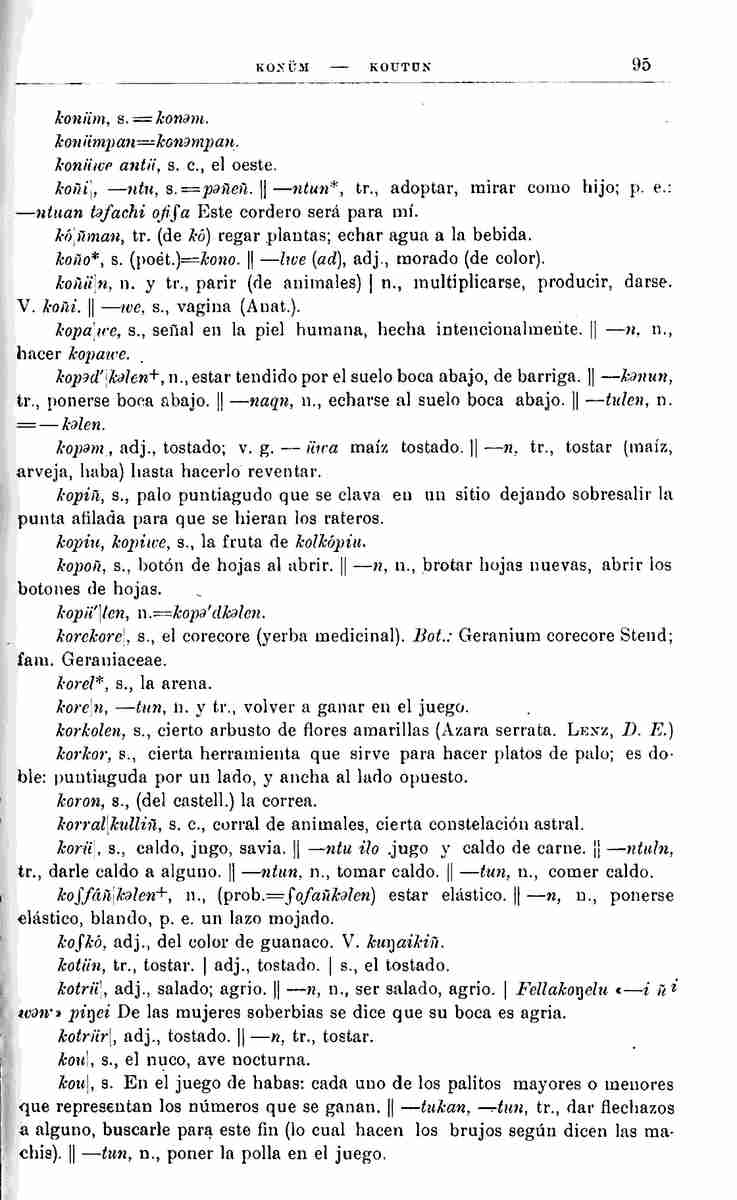 KONÜM — KOUTUN 95
konüm, s. = konəm.
konümpan=konəmpan.
konüwe antü, s. c., el oeste.
koñi|, —ntu, s.=pəñeñ. || —ntun*, tr., adoptar, mirar como hijo; p. e.:
—ntuan təfachi ofiʃa Este cordero será para mí.
kó|ñman, tr. (de kó) regar plantas; echar agua a la bebida.
koño*, s. (poét.)=kono. || —lwe (ad), adj., morado (de color).
koñü|n, n. y tr., parir (de animales) | n., multiplicarse, producir, darse.
V. koñi. || —we, s., vagina (Anat.).
kopa|we, s., señal en la piel humana, hecha intencionalmente. || —n, n.,
hacer kopawe.
kopəd'|kəlen+, n., estar tendido por el suelo boca abajo, de barriga. || —kənun,
tr., ponerse boca abajo. || —naqn, n., echarse al suelo boca abajo. || —tulen, n.
= — kəlen.
kopəm, adj., tostado; v. g. — üwa maíz tostado. || —n, tr., tostar (maíz,
arveja, haba) hasta hacerlo reventar.
kopiñ, s., palo puntiagudo que se clava en un sitio dejando sobresalir la
punta afilada para que se hieran los rateros.
kopiu, kopiwe, s., la fruta de kolkópiu.
kopoñ, s., botón de hojas al abrir. || —n, n., brotar hojas nuevas, abrir los
botones de hojas.
kopü'|len, n.=kopə'dkəlen.
korekore|, s., el corecore (yerba medicinal). Bot.: Geranium corecore Stend;
fam. Geraniaceae.
korel*, s., la arena.
kore|n, —tun, n. y tr., volver a ganar en el juego.
korkolen, s., cierto arbusto de flores amarillas (Azara serrata. LENZ, D. E.)
korkor, s., cierta herramienta que sirve para hacer platos de palo; es do-
ble: puntiaguda por un lado, y ancha al lado opuesto.
koron, s., (del castell.) la correa.
korral|kulliñ, s. c., corral de animales, cierta constelación astral.
korü|, s., caldo, jugo, savia. || —ntu ilo jugo y caldo de carne. || —ntuln,
tr., darle caldo a alguno. || —ntun, n., tomar caldo. || —tun, n., comer caldo.
koʃfáñ|kəlen+, n., (prob.=ʃofañkəlen) estar elástico. || —n, n., ponerse
elástico, blando, p. e. un lazo mojado.
koʃkó, adj., del color de guanaco. V. kuŋaikiñ.
kotün, tr., tostar. | adj., tostado. | s., el tostado.
kotrü|, adj., salado; agrio. || —n, n., ser salado, agrio. | Fellakoŋelu «—i ñi
wən'» piŋei De las mujeres soberbias se dice que su boca es agria.
kotrür|, adj., tostado. || —n, tr., tostar.
kou|, s., el nuco, ave nocturna.
kou|, s. En el juego de habas: cada uno de los palitos mayores o menores
que representan los números que se ganan. || —tukan, —tun, tr., dar flechazos
a alguno, buscarle para este fin (lo cual hacen los brujos según dicen las ma-
chis). || —tun, n., poner la polla en el juego.